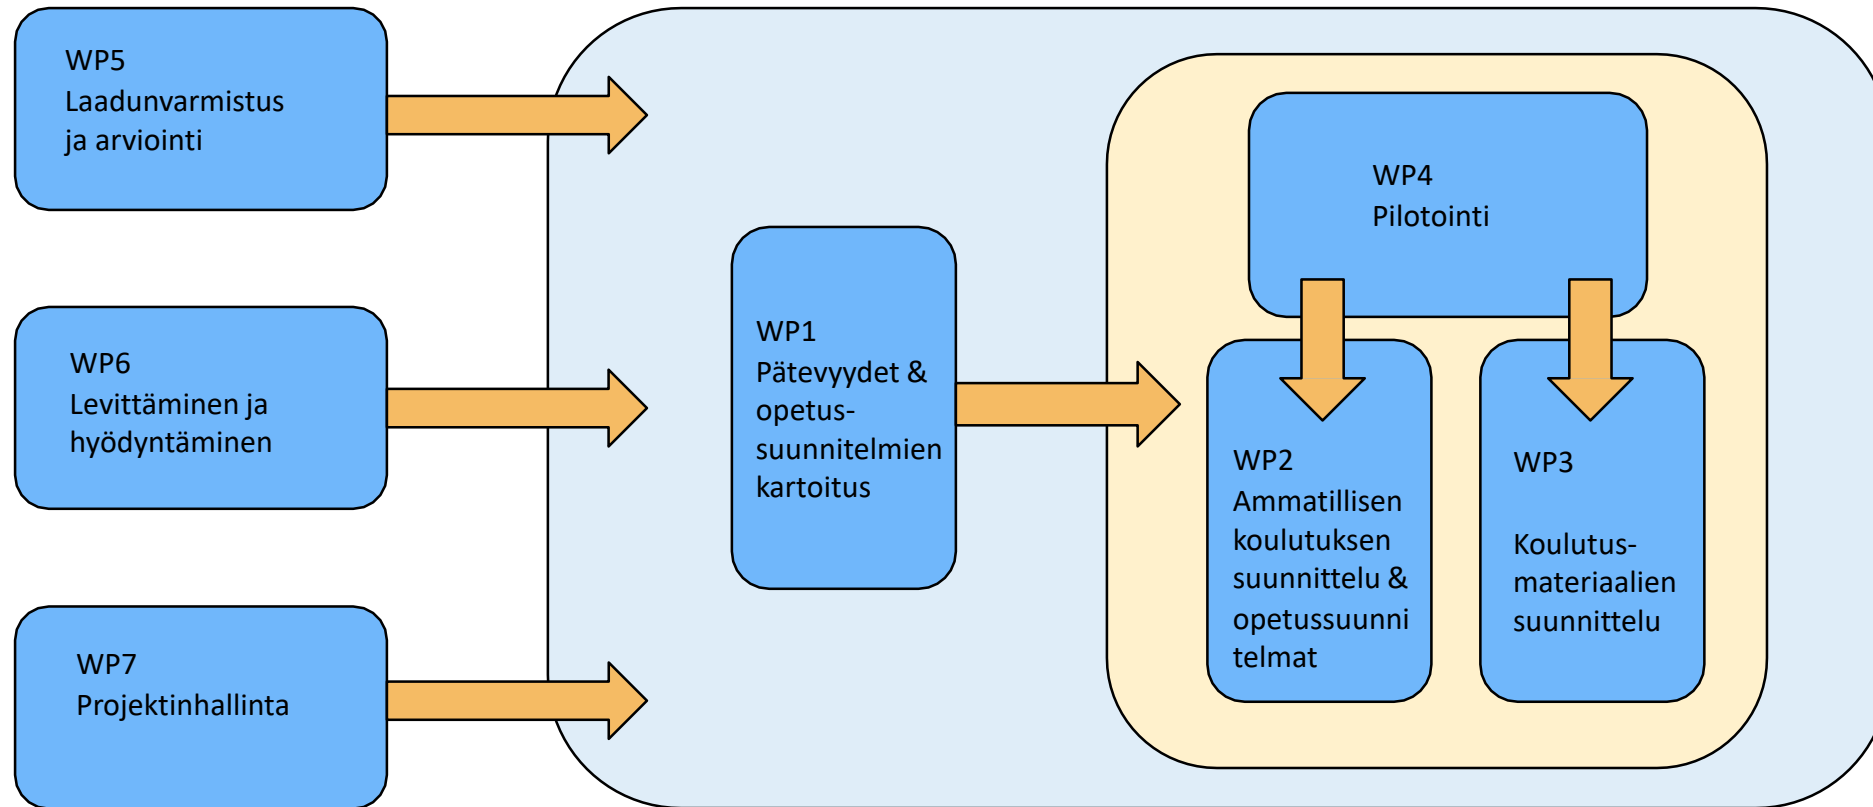 WP5
Laadunvarmistus
ja arviointi
WP6
Levittäminen ja
hyödyntäminen
WP7
Projektinhallinta
WP1
Pätevyydet &
opetus-
suunnitelmien
kartoitus
WP4
Pilotointi
WP2
Ammatillisen
koulutuksen
suunnittelu &
opetussuunni
telmat
WP3
Koulutus-
materiaalien
suunnittelu